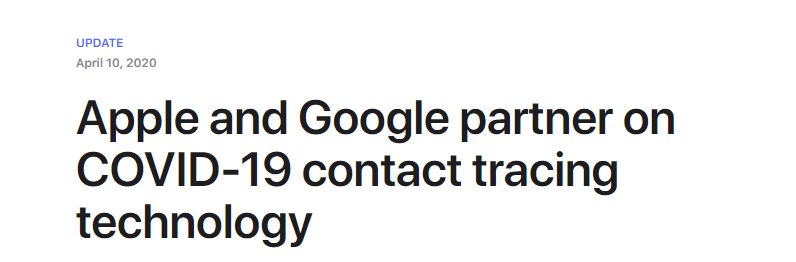 UPDATE
April 10, 2020
Apple and Google partner on
COVID-19 contact tracing
technology